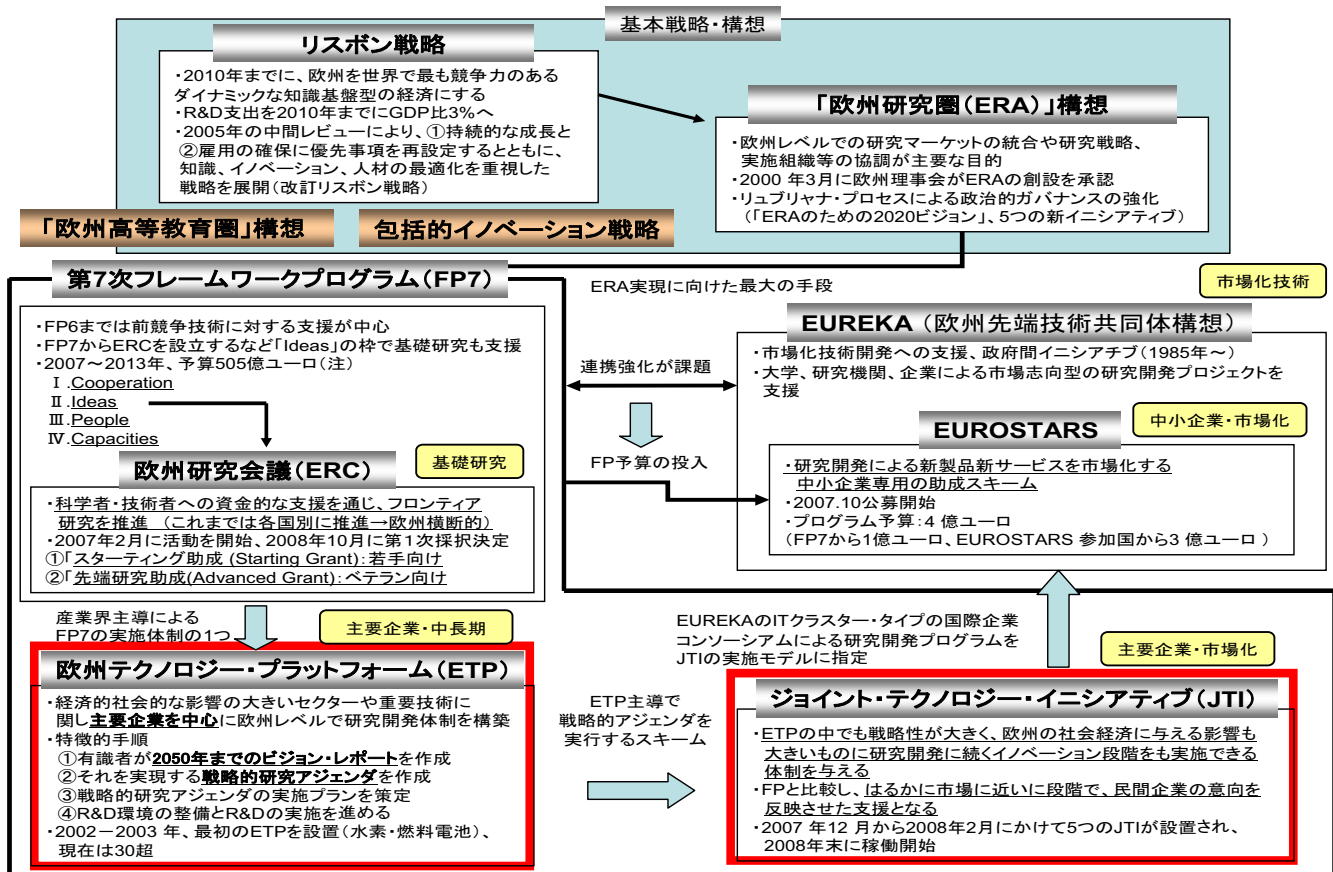 基本戦略・構想
リスボン戦略
・2010年までに、欧州を世界で最も競争力のある
ダイナミックな知識基盤型の経済にする
・R&D支出を2010年までにGDP比3%へ
・2005年の中間レビューにより、①持続的な成長と
②雇用の確保に優先事項を再設定するとともに、
知識、イノベーション、人材の最適化を重視した
戦略を展開(改訂リスボン戦略)
「欧州研究圏(ERA)」構想
・欧州レベルでの研究マーケットの統合や研究戦略、
実施組織等の協調が主要な目的
・2000 年3月に欧州理事会がERAの創設を承認
・リュブリャナ・プロセスによる政治的ガバナンスの強化
(「ERAのための2020ビジョン」、5つの新イニシアティブ)
「欧州高等教育圏」構想
包括的イノベーション戦略
第7次フレームワークプログラム(FP7)
・FP6までは前競争技術に対する支援が中心
・FP7からERCを設立するなど「Ideas」の枠で基礎研究も支援
・2007~2013年、予算505億ユーロ(注)
Ⅰ.Cooperation
Ⅱ.Ideas
Ⅲ.People
Ⅳ.Capacities
基礎研究
欧州研究会議(ERC)
・科学者・技術者への資金的な支援を通じ、フロンティア
研究を推進 (これまでは各国別に推進→欧州横断的)
・2007年2月に活動を開始、2008年10月に第1次採択決定
①「スターティング助成 (Starting Grant):若手向け
②「先端研究助成(Advanced Grant):ベテラン向け
ERA実現に向けた最大の手段
市場化技術
連携強化が課題
FP予算の投入
EUREKA (欧州先端技術共同体構想)
・市場化技術開発への支援、政府間イニシアチブ(1985年~)
・大学、研究機関、企業による市場志向型の研究開発プロジェクトを
支援
中小企業・市場化
EUROSTARS
・研究開発による新製品新サービスを市場化する
中小企業専用の助成スキーム
・2007.10公募開始
・プログラム予算:4 億ユーロ
(FP7から1億ユーロ、EUROSTARS 参加国から3 億ユーロ )
産業界主導による
FP7の実施体制の1つ
主要企業・中長期
欧州テクノロジー・プラットフォーム(ETP)
・経済的社会的な影響の大きいセクターや重要技術に
関し主要企業を中心に欧州レベルで研究開発体制を構築
・特徴的手順
①有識者が2050年までのビジョン・レポートを作成
②それを実現する戦略的研究アジェンダを作成
③戦略的研究アジェンダの実施プランを策定
④R&D環境の整備とR&Dの実施を進める
・2002-2003 年、最初のETPを設置(水素・燃料電池)、
現在は30超
ETP主導で
戦略的アジェンダを
実行するスキーム
EUREKAのITクラスター・タイプの国際企業
コンソーシアムによる研究開発プログラムを
JTIの実施モデルに指定
主要企業・市場化
ジョイント・テクノロジー・イニシアティブ(JTI)
・ETPの中でも戦略性が大きく、欧州の社会経済に与える影響も
大きいものに研究開発に続くイノベーション段階をも実施できる
体制を与える
・FPと比較し、はるかに市場に近いに段階で、民間企業の意向を
反映させた支援となる
・2007 年12 月から2008年2月にかけて5つのJTIが設置され、
2008年末に稼働開始